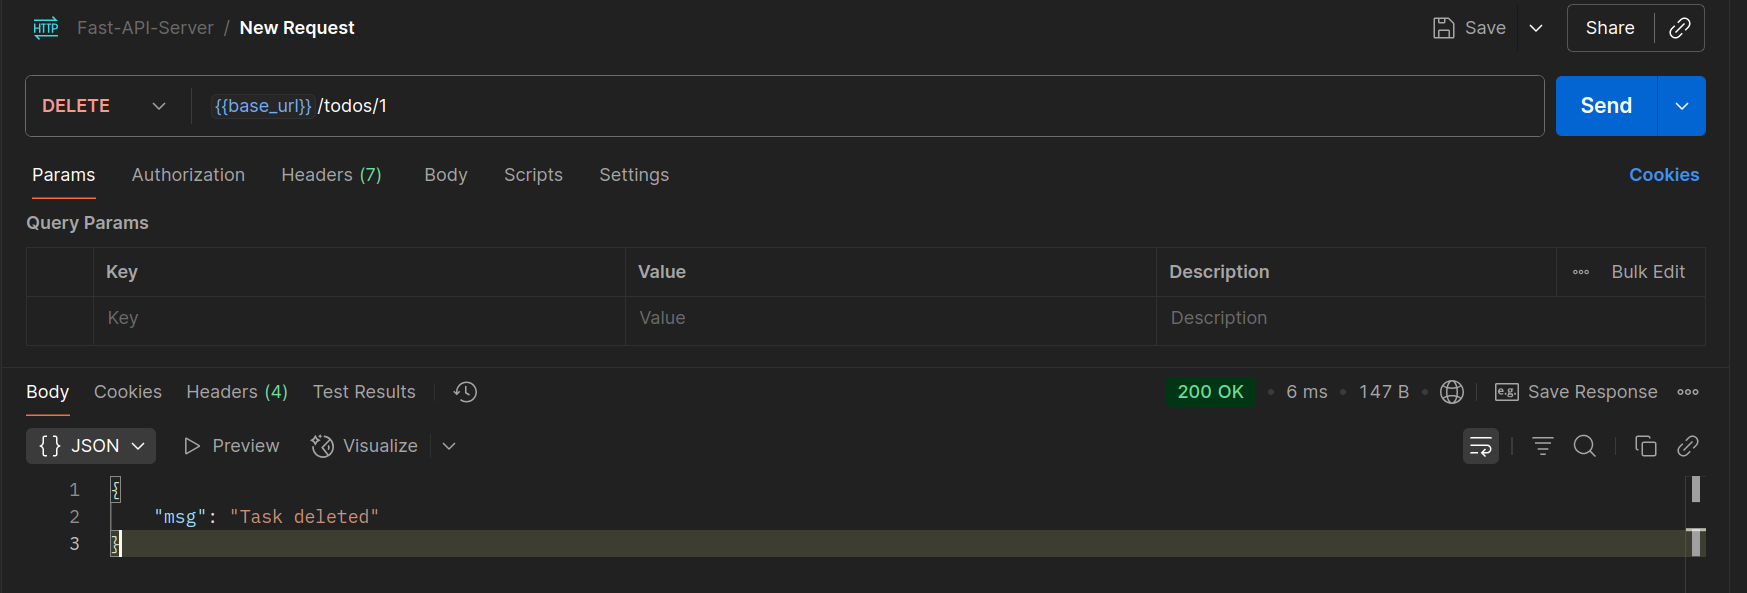 HTTP Fast-API-Server / New Request Save Share
DELETE {{base_url}} /todos/1 Send
Params Authorization Headers (7) Body Scripts Settings Cookies
Query Params
Key Value Description Bulk Edit
Key Value Description
Body Cookies Headers (4) Test Results 200 OK • 6 ms • 147 B • e.g. Save Response
{} JSON Preview Visualize
1 {
2 "msg": "Task deleted"
3 }